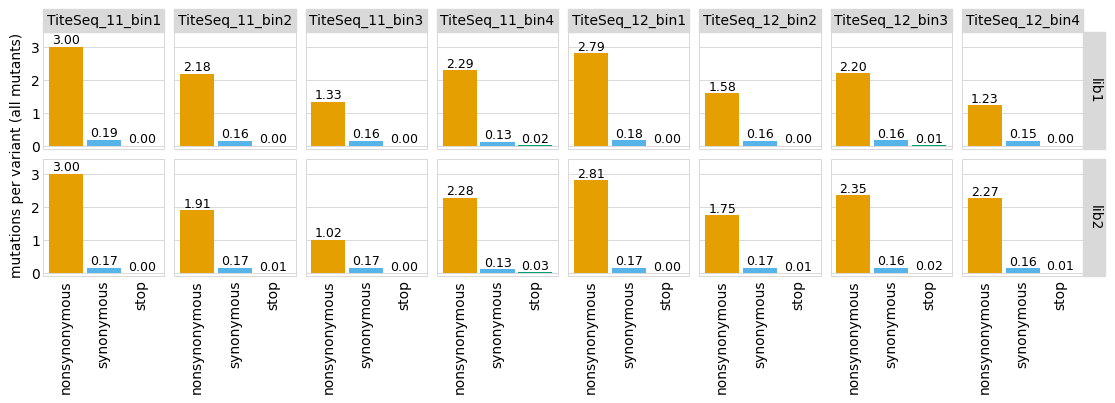 TiteSeq_11_bin1 TiteSeq_11_bin2 TiteSeq_11_bin3 TiteSeq_11_bin4 TiteSeq_12_bin1 TiteSeq_12_bin2 TiteSeq_12_bin3 TiteSeq_12_bin4
mutations per variant (all mutants)
3
2
1
0
3.00 0.19 0.00
2.18 0.16 0.00
1.33 0.16 0.00
2.29 0.13 0.02
2.79 0.18 0.00
1.58 0.16 0.00
2.20 0.16 0.01
1.23 0.15 0.00
lib1
3
2
1
0
3.00 0.17 0.00
1.91 0.17 0.01
1.02 0.17 0.00
2.28 0.13 0.03
2.81 0.17 0.00
1.75 0.17 0.01
2.35 0.16 0.02
2.27 0.16 0.01
lib2
nonsynonymous synonymous stop
nonsynonymous synonymous stop
nonsynonymous synonymous stop
nonsynonymous synonymous stop
nonsynonymous synonymous stop
nonsynonymous synonymous stop
nonsynonymous synonymous stop
nonsynonymous synonymous stop